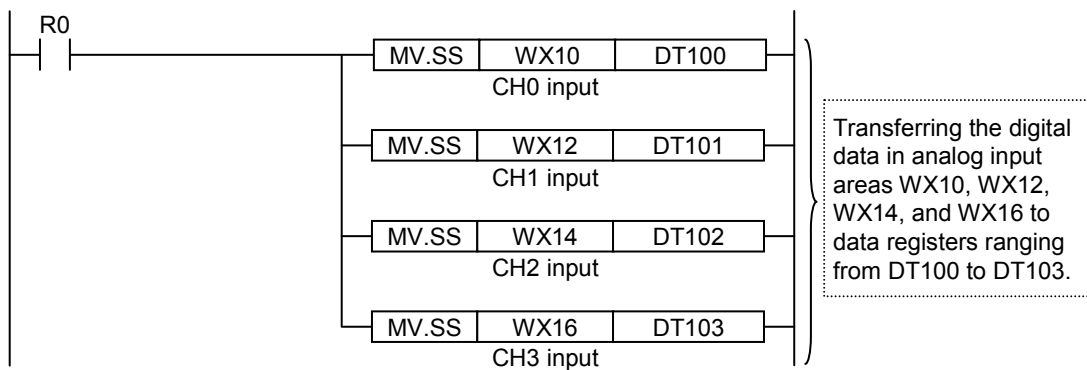 R0
MV.SS WX10 DT100
CH0 input
MV.SS WX12 DT101
CH1 input
MV.SS WX14 DT102
CH2 input
MV.SS WX16 DT103
CH3 input
Transferring the digital
data in analog input
areas WX10, WX12,
WX14, and WX16 to
data registers ranging
from DT100 to DT103.